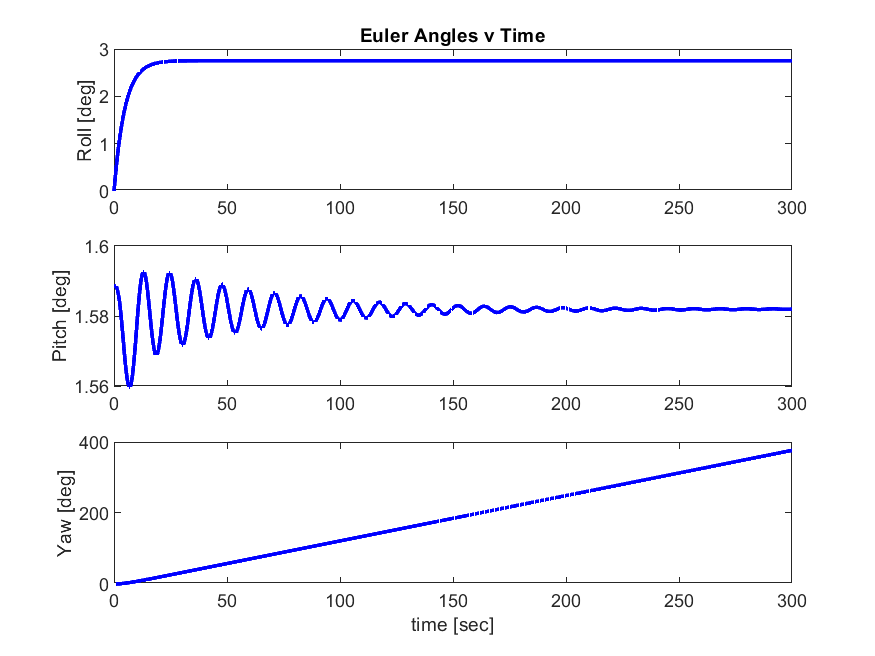 Euler Angles v Time
3
2
1
0
Roll [deg]
0 50 100 150 200 250 300
1.6
1.58
1.56
Pitch [deg]
0 50 100 150 200 250 300
400
200
0
Yaw [deg]
0 50 100 150 200 250 300
time [sec]